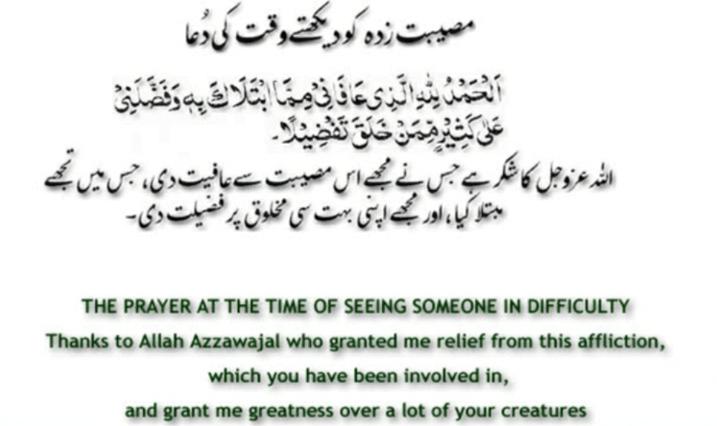 مصیبت زدہ کو دیکھتے وقت کی دُعا
اَلْحَمْدُ لِلّٰهِ الَّذِیْ عَافَانِیْ مِمَّا ابْتَلَاكَ بِهٖ وَفَضَّلَنِیْ
عَلٰی كَثِیْرٍ مِّمَّنْ خَلَقَ تَفْضِیْلًا۔
اللہ عزوجل کا شکر ہے جس نے مجھے اس مصیبت سے عافیت دی، جس میں تجھے
مبتلا کیا، اور مجھے اپنی بہت سی مخلوق پر فضیلت دی۔
THE PRAYER AT THE TIME OF SEEING SOMEONE IN DIFFICULTY
Thanks to Allah Azzawajal who granted me relief from this affliction,
which you have been involved in,
and grant me greatness over a lot of your creatures